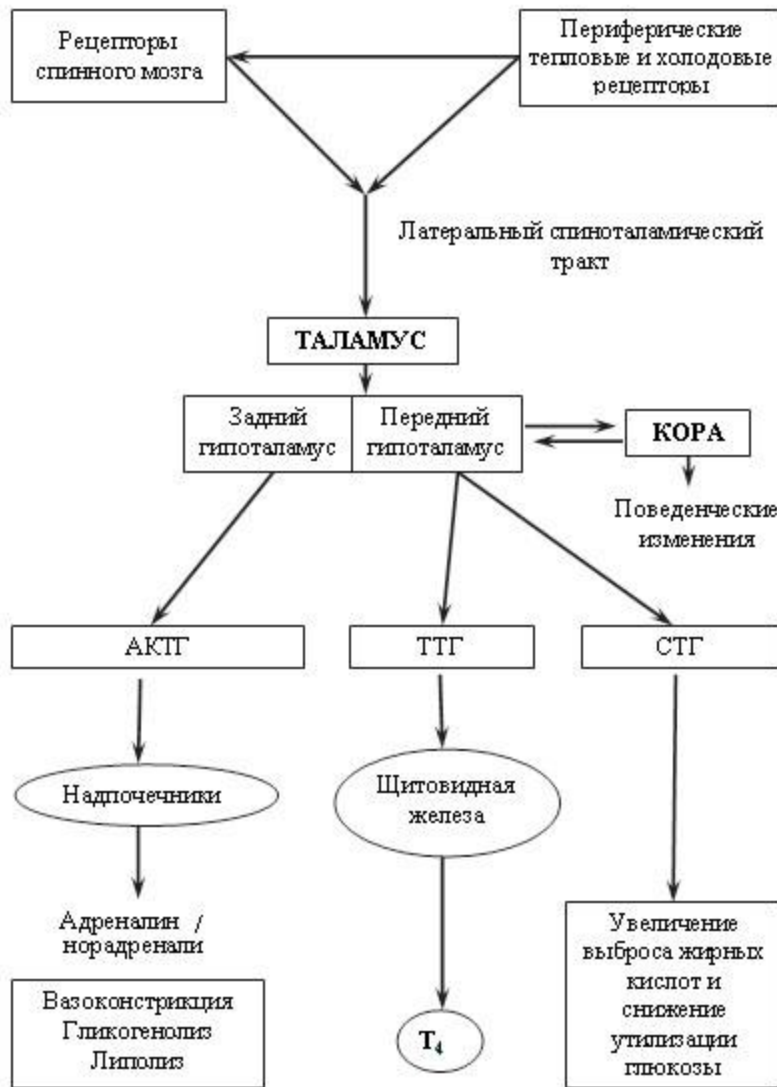 Рецепторы
спинного мозга
Периферические
тепловые и холодовые
рецепторы
Латеральный спиноталамический
тракт
ТАЛАМУС
Задний
гипоталамус
Передний
гипоталамус
КОРА
Поведенческие
изменения
АКТГ
ТТГ
СТГ
Надпочечники
Щитовидная
железа
Адреналин /
норадренали
Вазоконстрикция
Гликогенолиз
Липолиз
T₄
Увеличение
выброса жирных
кислот и
снижение
утилизации
глюкозы